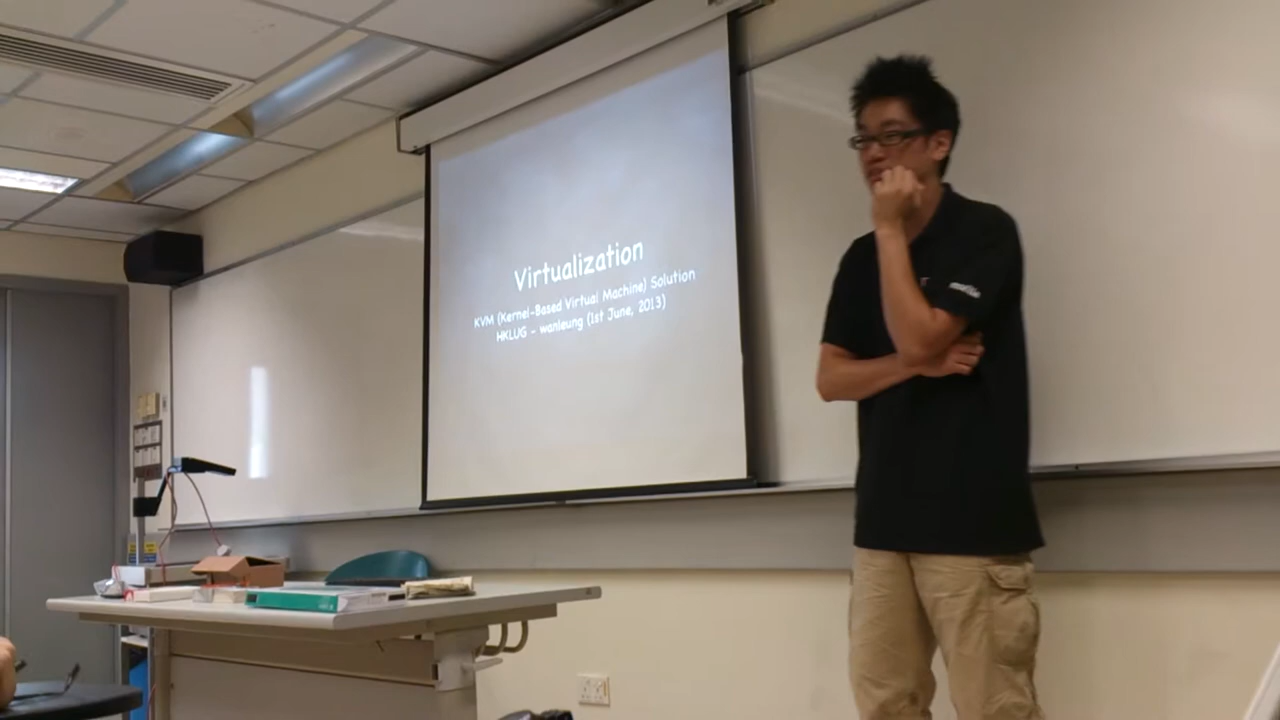 Virtualization
KVM (Kernel-Based Virtual Machine) Solution
HKLUG - wanleung (1st June, 2013)